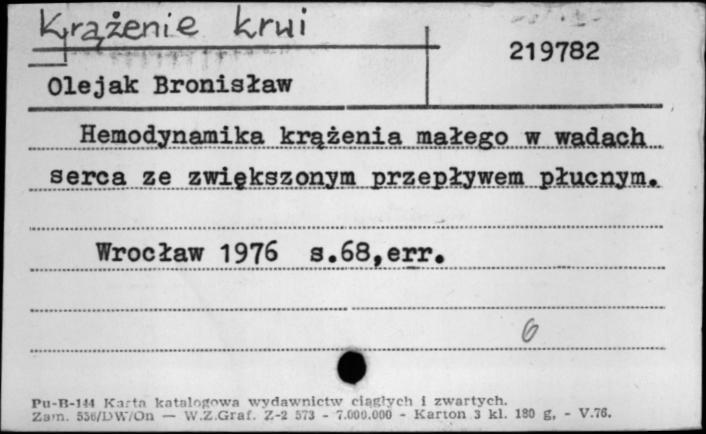 Krążenie krwi
219782
Olejak Bronisław
Hemodynamika krążenia małego w wadach
serca ze zwiększonym przepływem płucnym.
Wrocław 1976 s.68,err.
6
Pu-B-144 Karta katalogowa wydawnictw ciągłych i zwartych.
Zam. 556/DW/On — W.Z.Graf. Z-2 573 - 7.000.000 - Karton 3 kl. 180 g. - V.76.